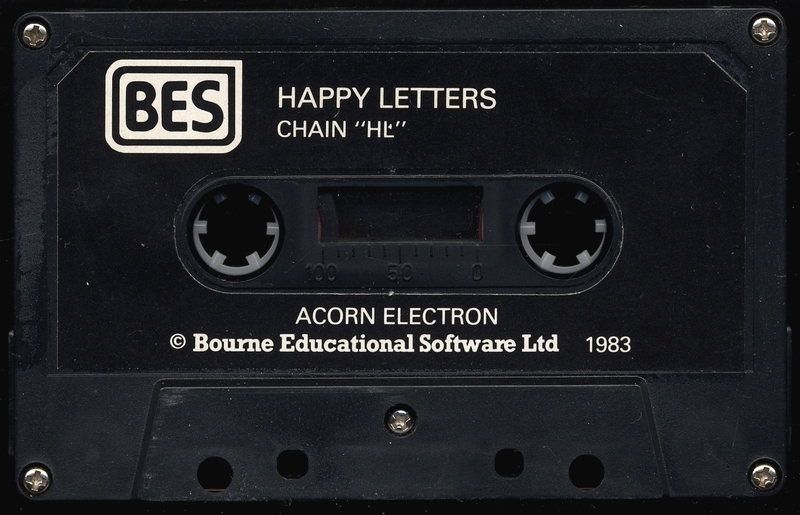 BES
HAPPY LETTERS
CHAIN "HL"
100 50 0
ACORN ELECTRON
© Bourne Educational Software Ltd 1983